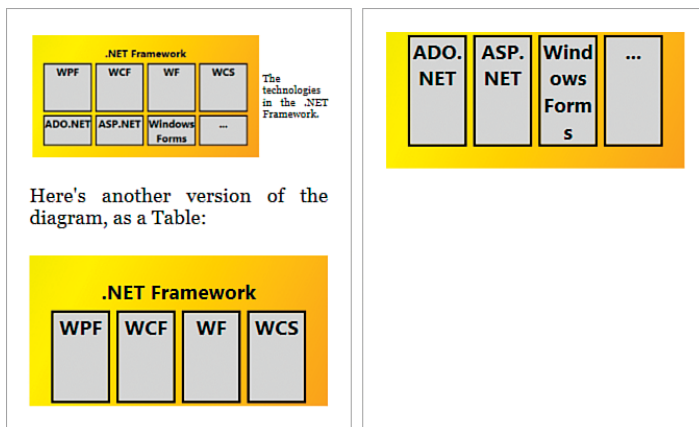 .NET Framework
WPF WCF WF WCS
ADO.NET ASP.NET Windows
Forms
...
The
technologies
in the .NET
Framework.
Here's another version of the
diagram, as a Table:
.NET Framework
WPF WCF WF WCS
ADO.
NET
ASP.
NET
Wind
ows
Form
s
...